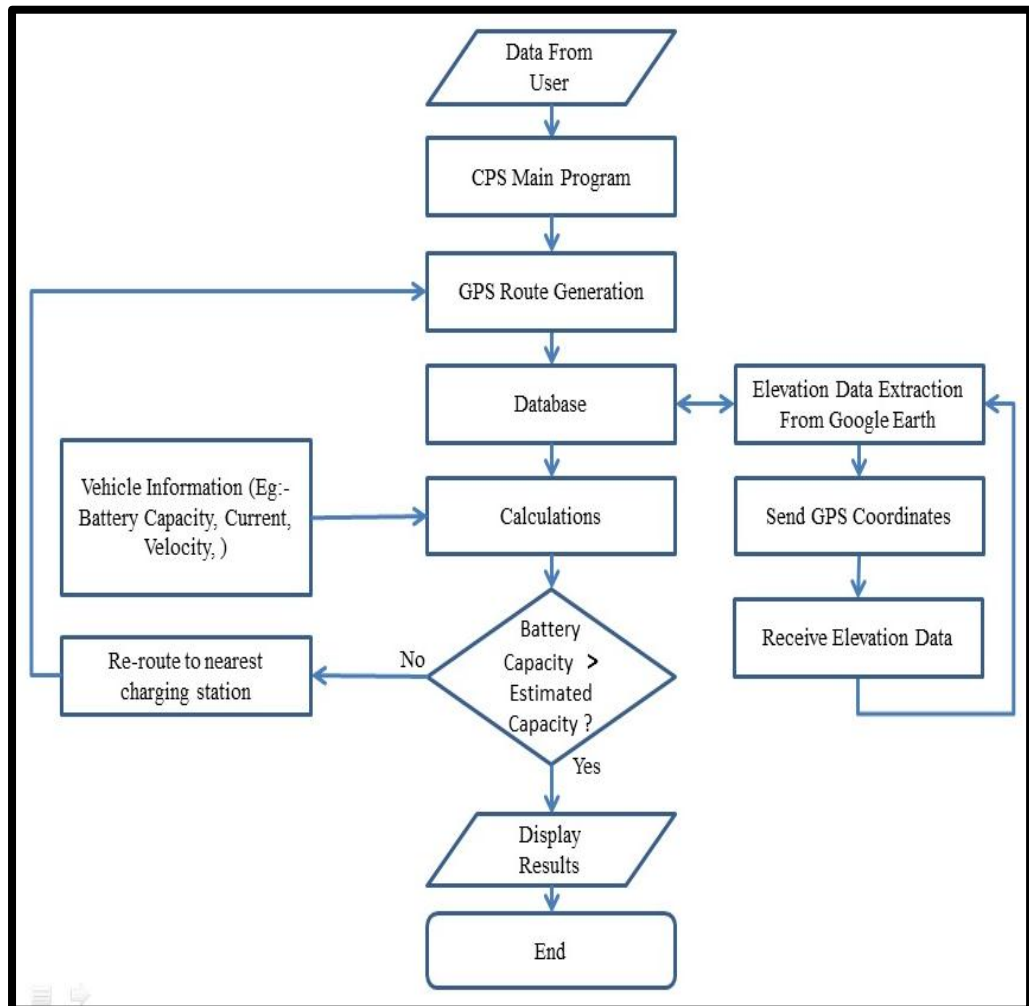 Data From
User
CPS Main Program
GPS Route Generation
Database
Elevation Data Extraction
From Google Earth
Vehicle Information (Eg:-
Battery Capacity, Current,
Velocity, )
Calculations
Send GPS Coordinates
Receive Elevation Data
Battery
Capacity >
Estimated
Capacity ?
No
Re-route to nearest
charging station
Yes
Display
Results
End